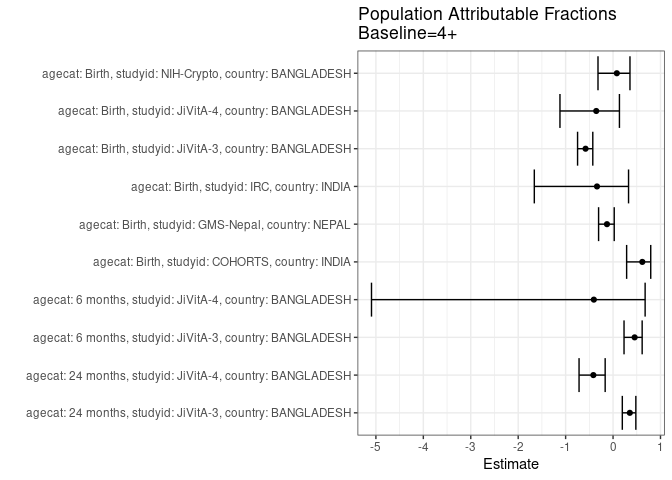 Population Attributable Fractions
Baseline=4+
agecat: Birth, studyid: NIH-Crypto, country: BANGLADESH
agecat: Birth, studyid: JiVitA-4, country: BANGLADESH
agecat: Birth, studyid: JiVitA-3, country: BANGLADESH
agecat: Birth, studyid: IRC, country: INDIA
agecat: Birth, studyid: GMS-Nepal, country: NEPAL
agecat: Birth, studyid: COHORTS, country: INDIA
agecat: 6 months, studyid: JiVitA-4, country: BANGLADESH
agecat: 6 months, studyid: JiVitA-3, country: BANGLADESH
agecat: 24 months, studyid: JiVitA-4, country: BANGLADESH
agecat: 24 months, studyid: JiVitA-3, country: BANGLADESH
-5 -4 -3 -2 -1 0 1
Estimate